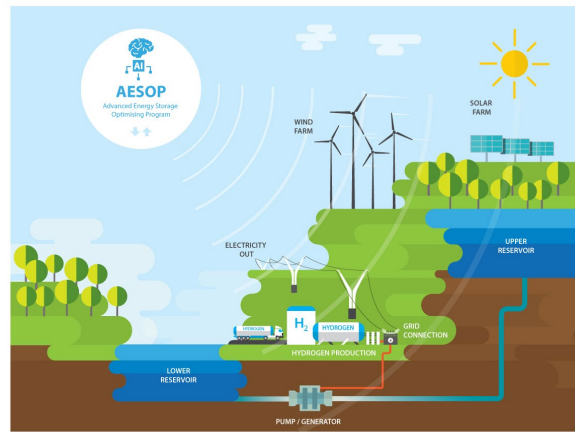 AI
AESOP
Advanced Energy Storage
Optimising Program
SOLAR
FARM
WIND
FARM
UPPER
RESERVOIR
ELECTRICITY
OUT
HYDROGEN
H2
HYDROGEN
GRID
CONNECTION
HYDROGEN PRODUCTION
LOWER
RESERVOIR
PUMP / GENERATOR